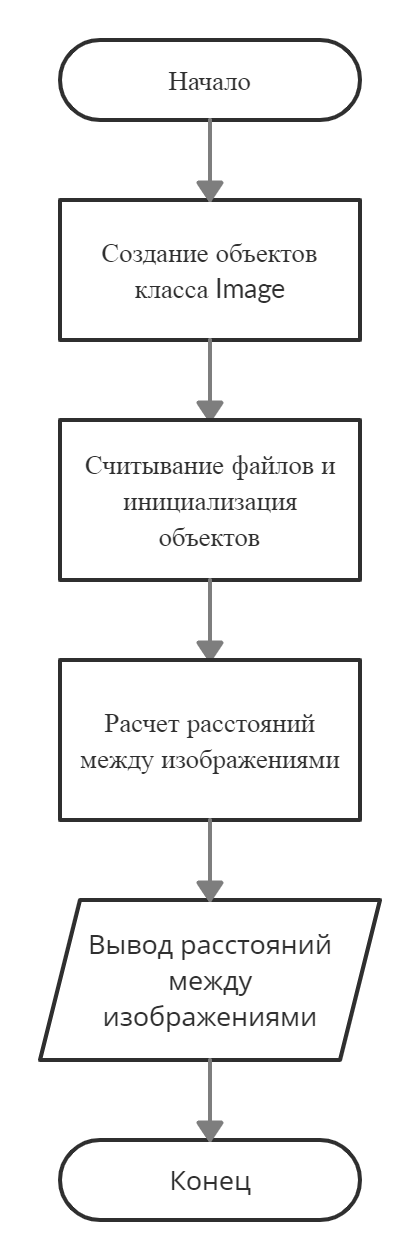 Начало
Создание объектов
класса Image
Считывание файлов и
инициализация
объектов
Расчет расстояний
между изображениями
Вывод расстояний
между
изображениями
Конец